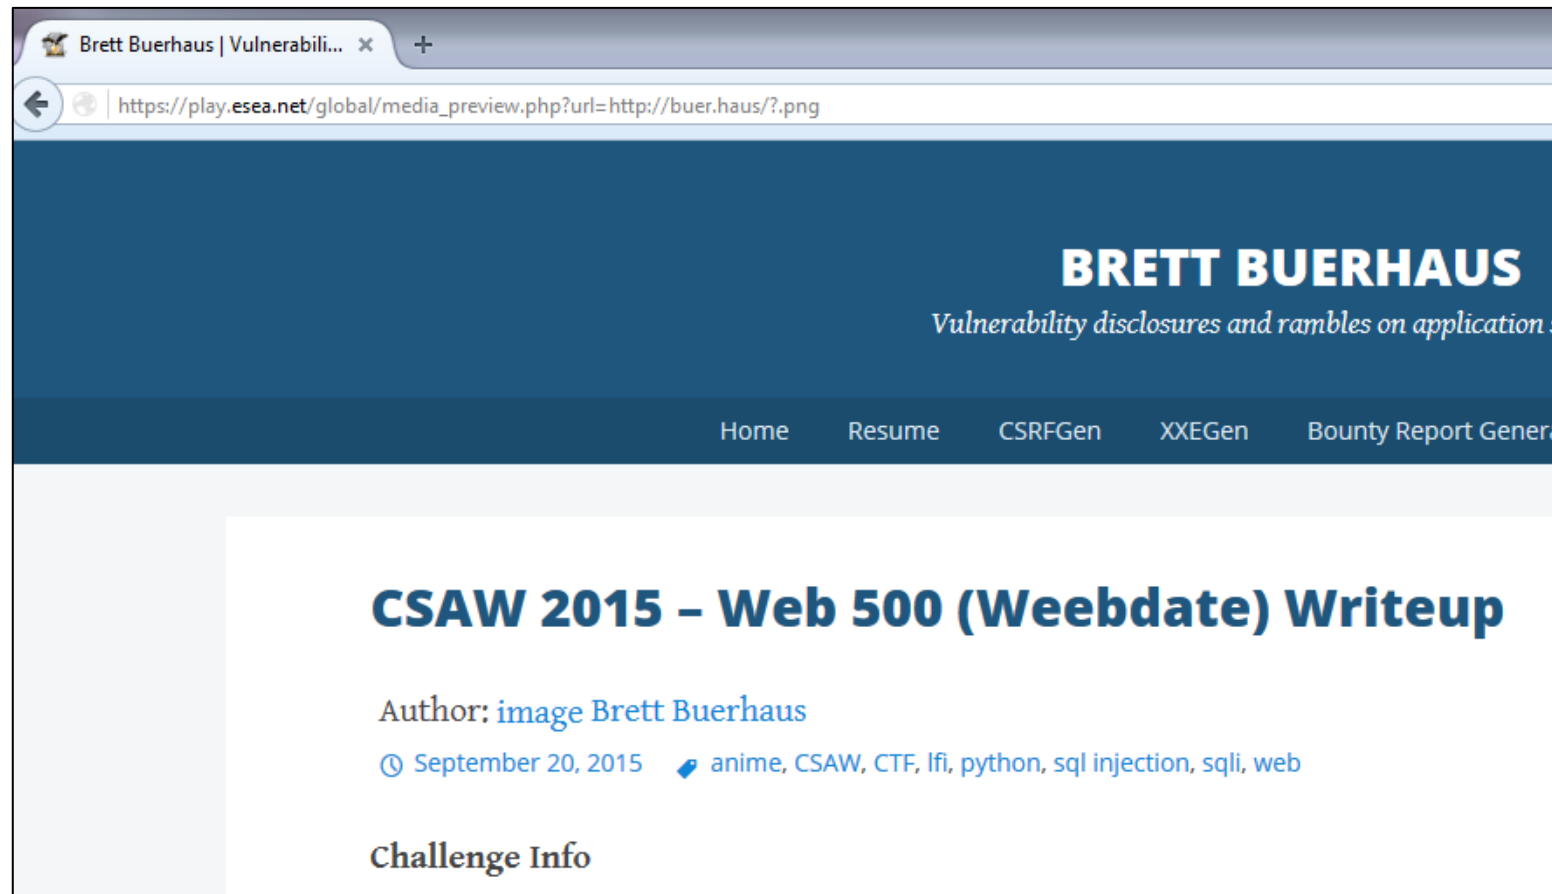 Brett Buerhaus | Vulnerabili...
https://play.esea.net/global/media_preview.php?url=http://buer.haus/?.png
BRETT BUERHAUS
Vulnerability disclosures and rambles on application
Home Resume CSRFGen XXEGen Bounty Report Genera
CSAW 2015 – Web 500 (Weebdate) Writeup
Author: image Brett Buerhaus
September 20, 2015 anime, CSAW, CTF, lfi, python, sql injection, sqli, web
Challenge Info